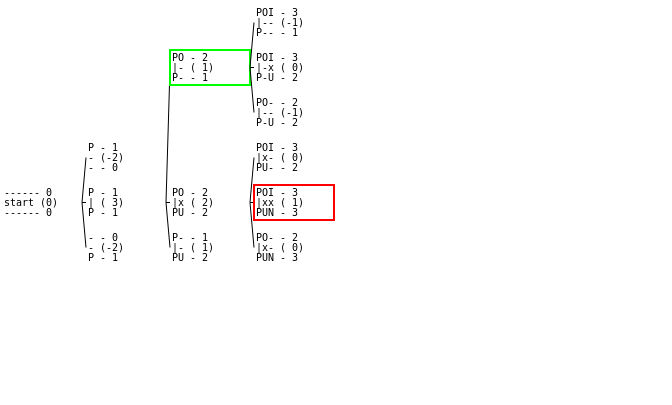 ------ 0
start (0)
------ 0
P - 1
- (-2)
- - 0
P - 1
| ( 3)
P - 1
- - 0
- (-2)
P - 1
PO - 2
|- ( 1)
P- - 1
PO - 2
|x ( 2)
PU - 2
P- - 1
|- ( 1)
PU - 2
POI - 3
|-- (-1)
P-- - 1
POI - 3
|-x ( 0)
P-U - 2
PO- - 2
|-- (-1)
P-U - 2
POI - 3
|x- ( 0)
PU- - 2
POI - 3
|xx ( 1)
PUN - 3
PO- - 2
|x- ( 0)
PUN - 3